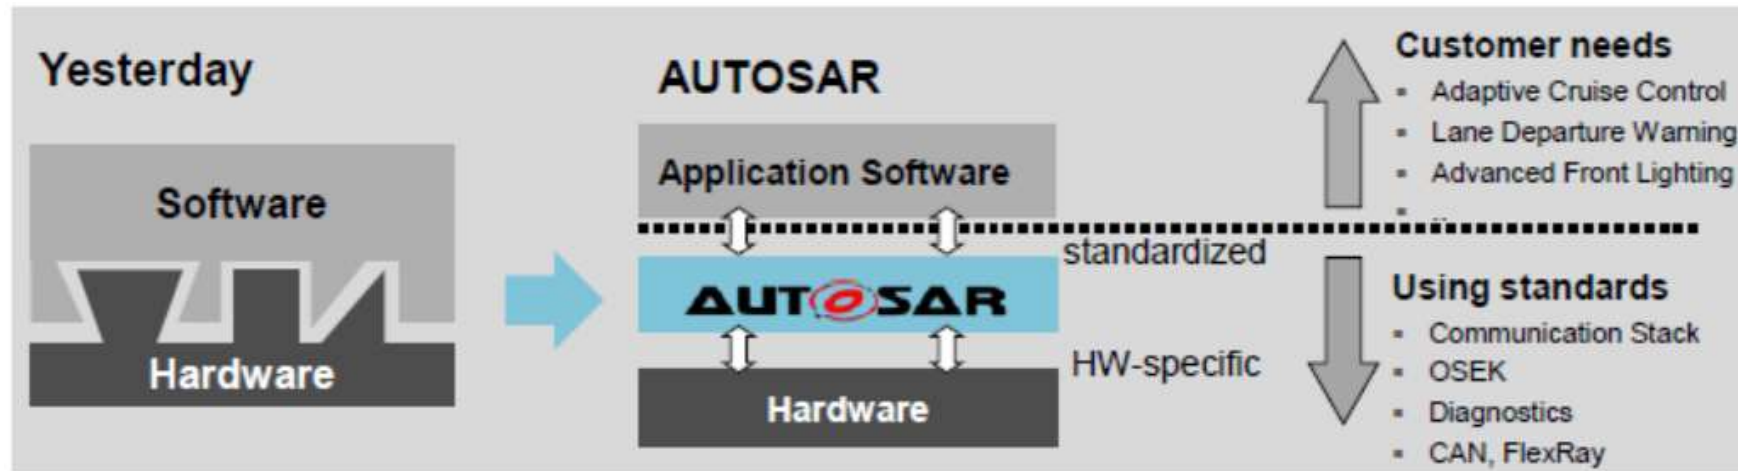 Yesterday
Software
Hardware
AUTOSAR
Application Software
standardized
AUTOSAR
HW-specific
Hardware
Customer needs
▪ Adaptive Cruise Control
▪ Lane Departure Warning
▪ Advanced Front Lighting
▪ ..
Using standards
▪ Communication Stack
▪ OSEK
▪ Diagnostics
▪ CAN, FlexRay